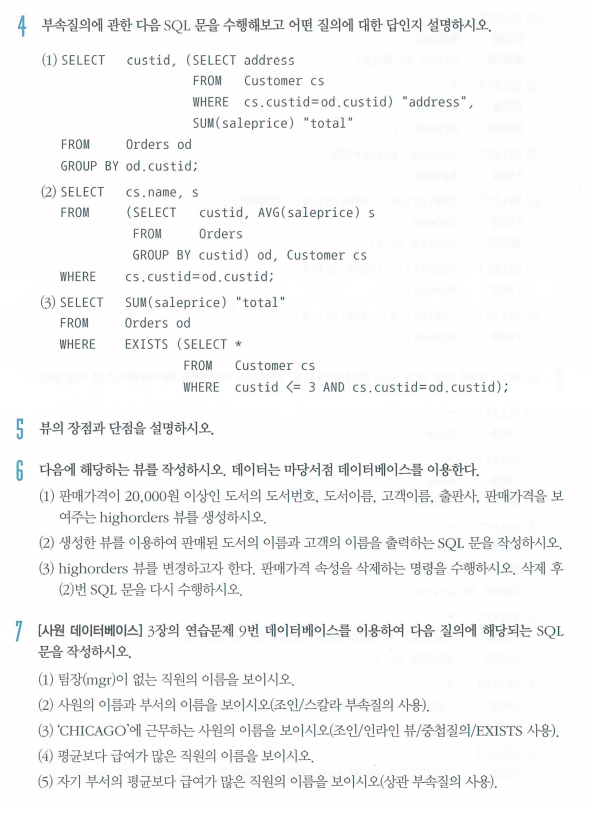 4 부속질의에 관한 다음 SQL 문을 수행해보고 어떤 질의에 대한 답인지 설명하시오.
(1) SELECT custid, (SELECT address
FROM Customer cs
WHERE cs.custid=od.custid) "address",
SUM(saleprice) "total"
FROM Orders od
GROUP BY od.custid;
(2) SELECT cs.name, s
FROM (SELECT custid, AVG(saleprice) s
FROM Orders
GROUP BY custid) od, Customer cs
WHERE cs.custid=od.custid;
(3) SELECT SUM(saleprice) "total"
FROM Orders od
WHERE EXISTS (SELECT *
FROM Customer cs
WHERE custid <= 3 AND cs.custid=od.custid);
5 뷰의 장점과 단점을 설명하시오.
6 다음에 해당하는 뷰를 작성하시오. 데이터는 마당서점 데이터베이스를 이용한다.
(1) 판매가격이 20,000원 이상인 도서의 도서번호, 도서이름, 고객이름, 출판사, 판매가격을 보
여주는 highorders 뷰를 생성하시오.
(2) 생성한 뷰를 이용하여 판매된 도서의 이름과 고객의 이름을 출력하는 SQL 문을 작성하시오.
(3) highorders 뷰를 변경하고자 한다. 판매가격 속성을 삭제하는 명령을 수행하시오. 삭제 후
(2)번 SQL 문을 다시 수행하시오.
7 [사원 데이터베이스] 3장의 연습문제 9번 데이터베이스를 이용하여 다음 질의에 해당되는 SQL
문을 작성하시오.
(1) 팀장(mgr)이 없는 직원의 이름을 보이시오.
(2) 사원의 이름과 부서의 이름을 보이시오(조인/스칼라 부속질의 사용).
(3) ‘CHICAGO’에 근무하는 사원의 이름을 보이시오(조인/인라인 뷰/중첩질의/EXISTS 사용).
(4) 평균보다 급여가 많은 직원의 이름을 보이시오.
(5) 자기 부서의 평균보다 급여가 많은 직원의 이름을 보이시오(상관 부속질의 사용).